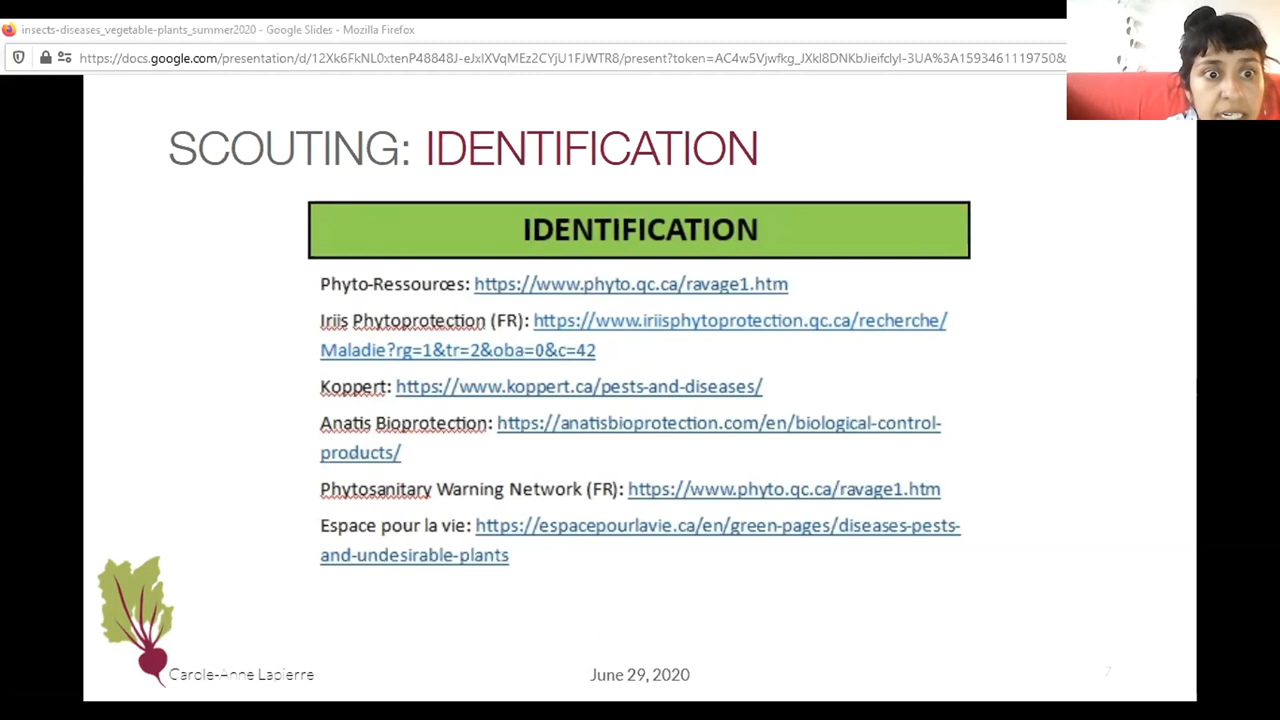 insects-diseases_vegetable-plants_summer2020 - Google Slides - Mozilla Firefox
https://docs.google.com/presentation/d/12Xk6FkNL0xtenP48848J-eJxIXVqMEz2CYjU1FJWTR8/present?token=AC4w5Vjwfkg_JXkl8DNKbJieifclyl-3UA%3A1593461119750&
SCOUTING: IDENTIFICATION
IDENTIFICATION
Phyto-Ressources: https://www.phyto.qc.ca/ravage1.htm
Iriis Phytoprotection (FR): https://www.iriisphytoprotection.qc.ca/recherche/
Maladie?rg=1&tr=2&oba=0&c=42
Koppert: https://www.koppert.ca/pests-and-diseases/
Anatis Bioprotection: https://anatisbioprotection.com/en/biological-control-
products/
Phytosanitary Warning Network (FR): https://www.phyto.qc.ca/ravage1.htm
Espace pour la vie: https://espacepourlavie.ca/en/green-pages/diseases-pests-
and-undesirable-plants
Carole-Anne Lapierre
June 29, 2020
7